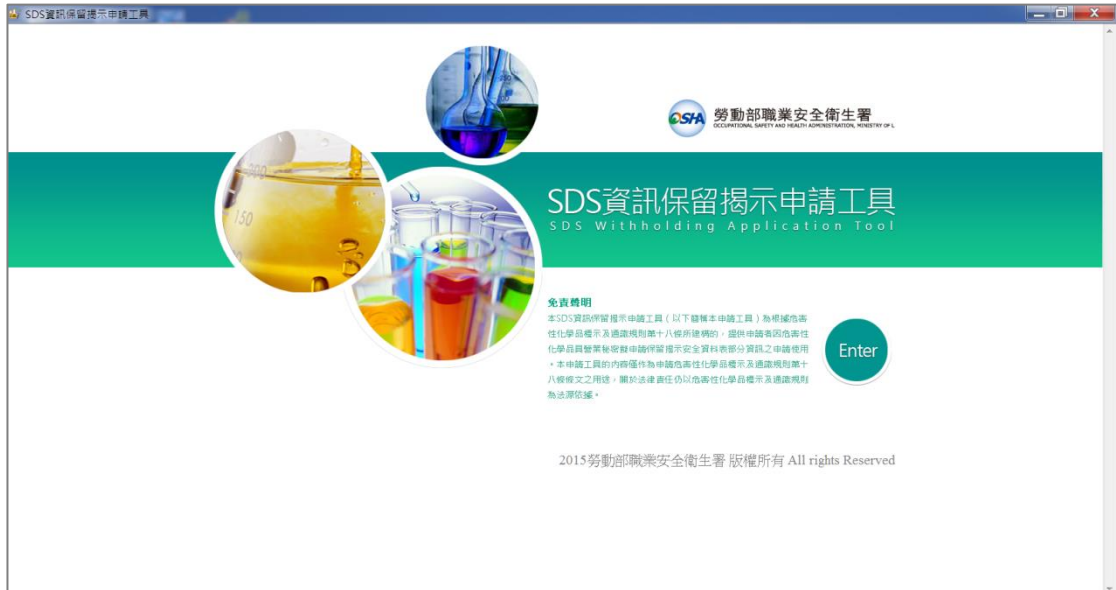 SDS資訊保留揭示申請工具
OSHA
勞動部職業安全衛生署
OCCUPATIONAL SAFETY AND HEALTH ADMINISTRATION, MINISTRY OF L
SDS資訊保留揭示申請工具
SDS Withholding Application Tool
免責聲明
本SDS資訊保留揭示申請工具（以下簡稱本申請工具）為根據危害
性化學品標示及通識規則第十八條所建構的，提供申請者因危害性
化學品具營業秘密擬申請保留揭示安全資料表部分資訊之申請使用
。本申請工具的內容僅作為申請危害性化學品標示及通識規則第十
八條條文之用途，關於法律責任仍以危害性化學品標示及通識規則
為法源依據。
Enter
2015勞動部職業安全衛生署 版權所有 All rights Reserved